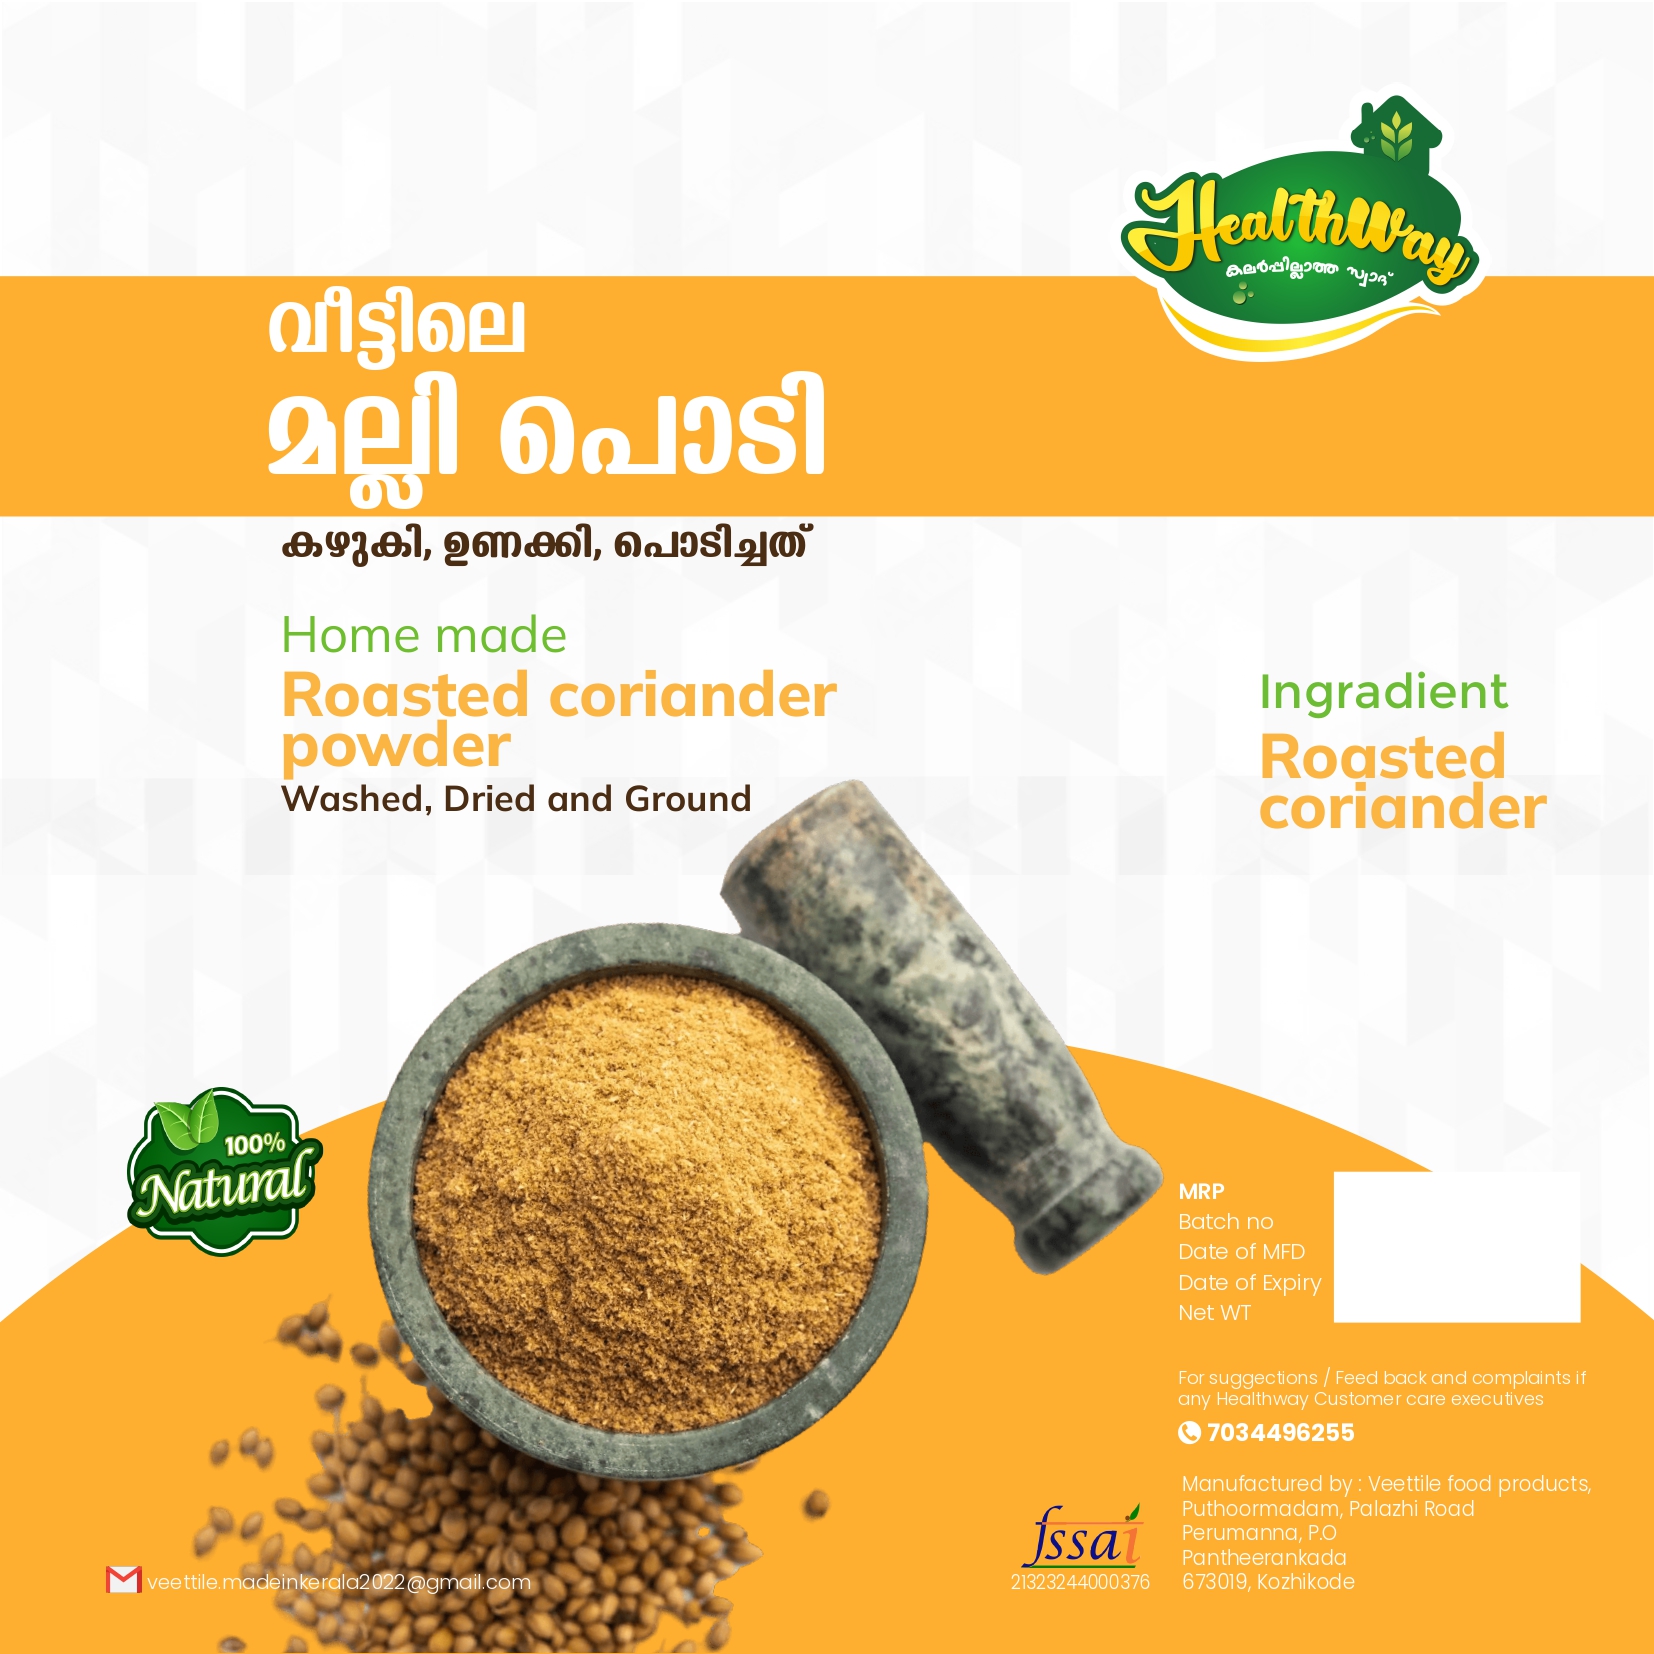 HealthWay
കലർപ്പില്ലാത്ത സ്വാദ്
വീട്ടിലെ
മല്ലി പൊടി
കഴുകി, ഉണക്കി, പൊടിച്ചത്
Home made
Roasted coriander
powder
Washed, Dried and Ground
Ingradient
Roasted
coriander
100%
Natural
MRP
Batch no
Date of MFD
Date of Expiry
Net WT
For suggestions / Feed back and complaints if
any Healthway Customer care executives
7034496255
Manufactured by : Veettile food products,
Puthoormadam, Palazhi Road
Perumanna, P.O
Pantheerankada
673019, Kozhikode
fssai
21323244000376
veettile.madeinkerala2022@gmail.com